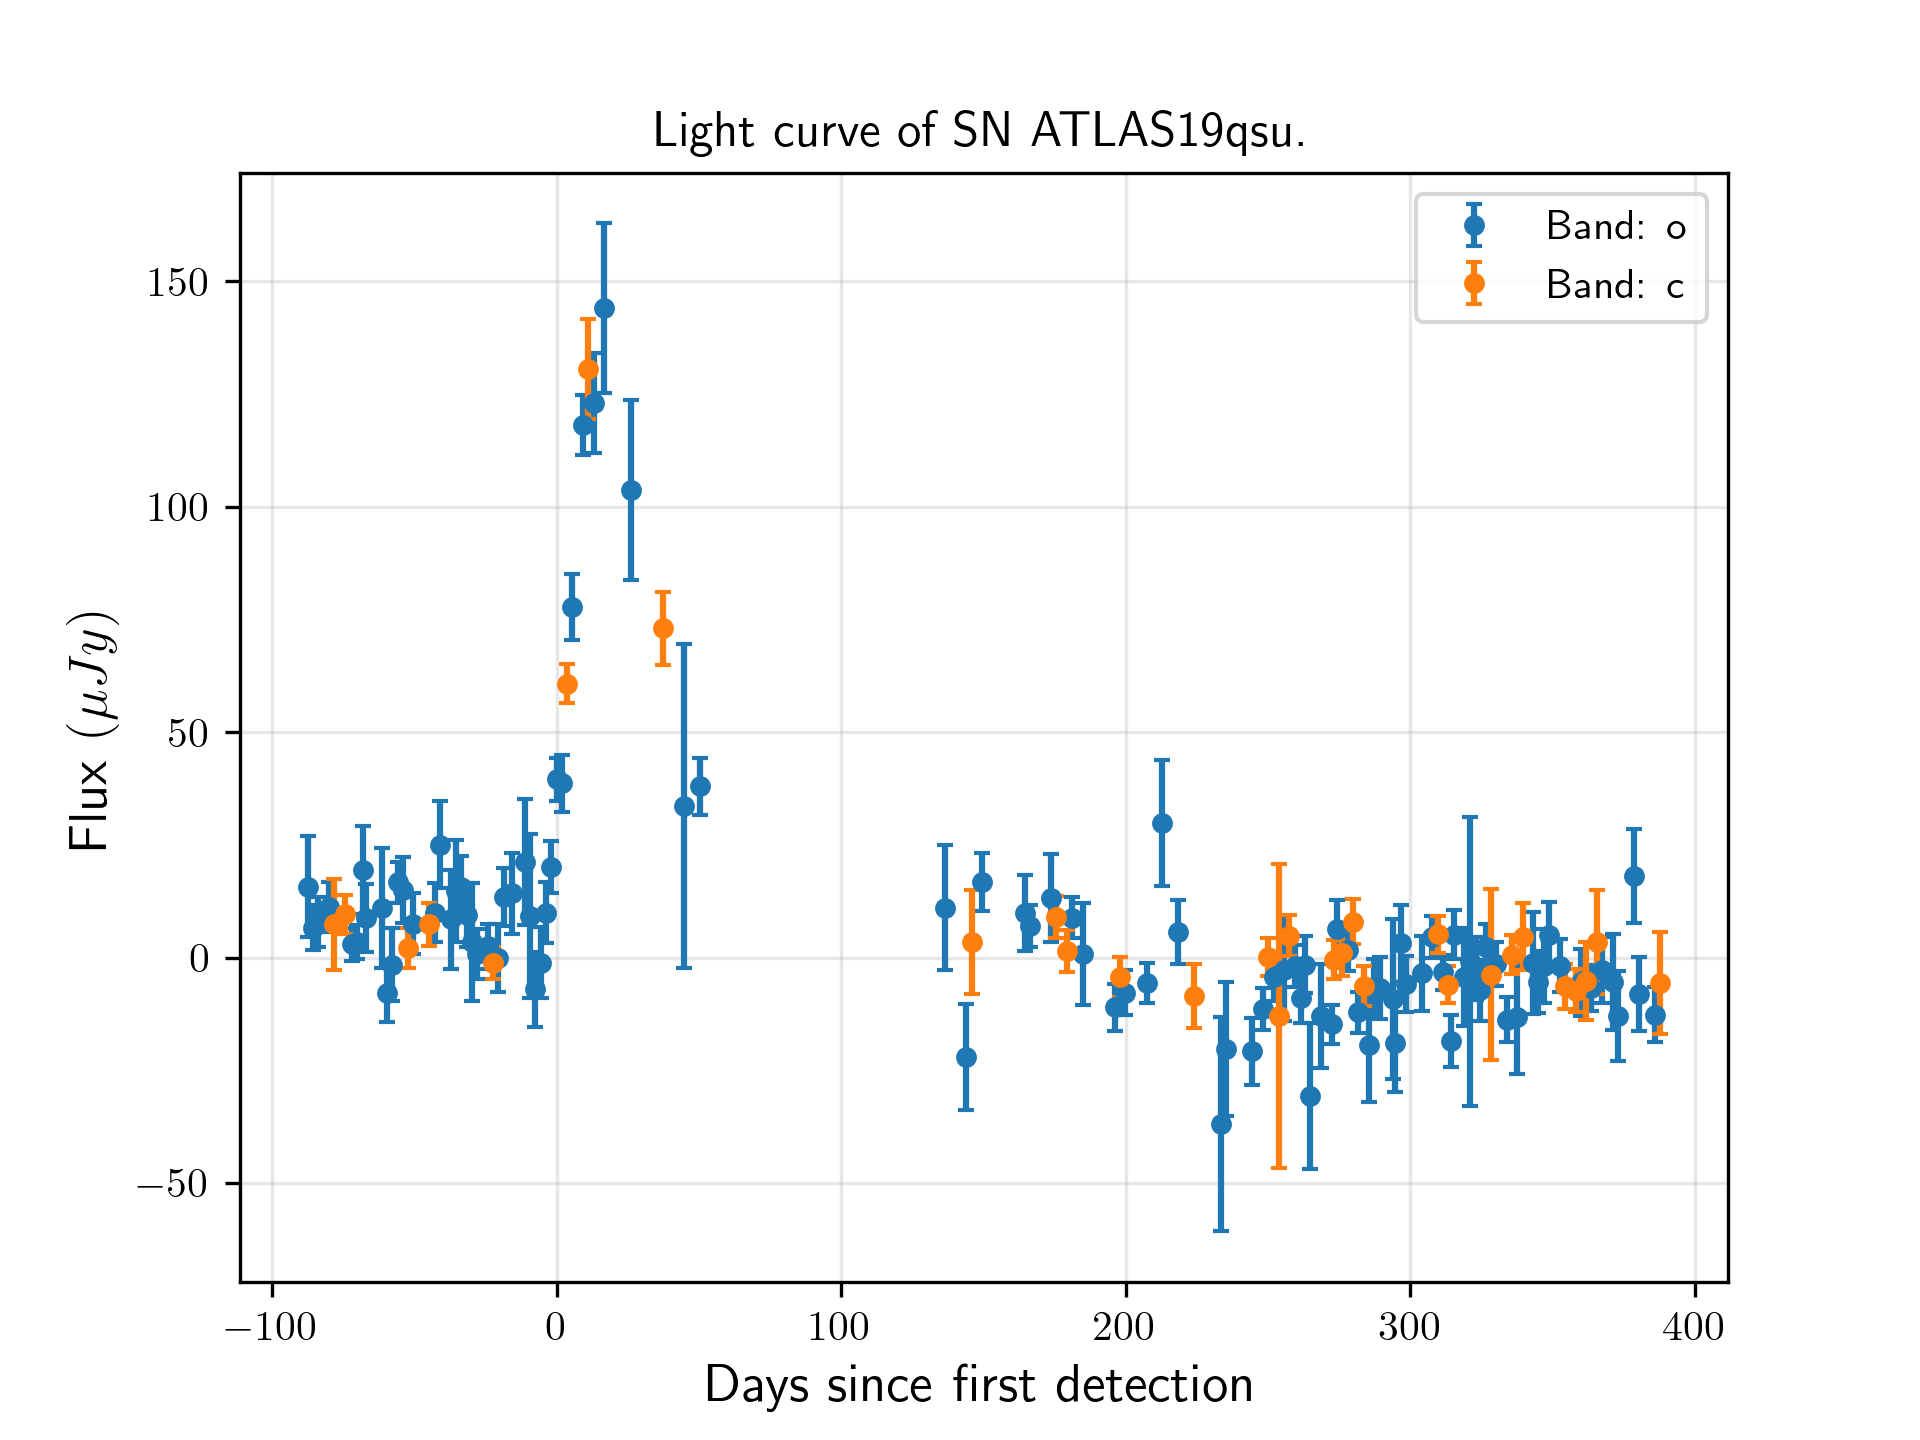 Light curve of SN ATLAS19qsu.
Band: o
Band: c
150
100
50
0
−50
Flux (μJy)
−100
0
100
200
300
400
Days since first detection